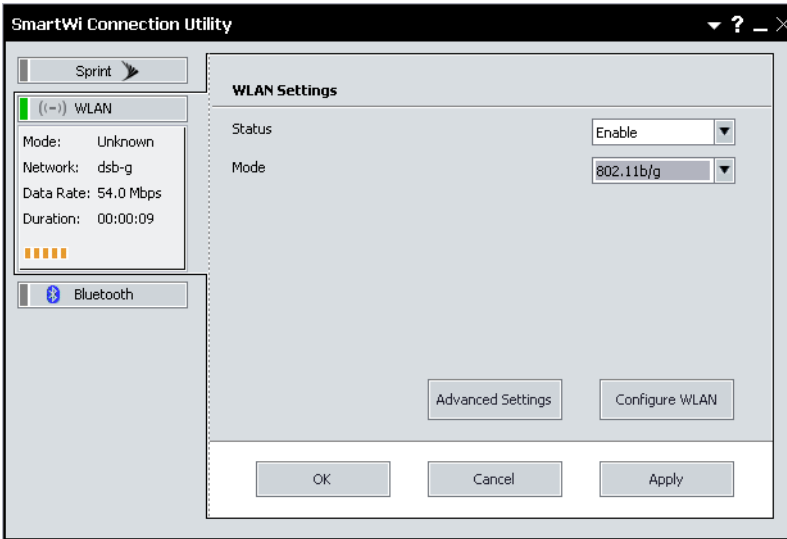 SmartWi Connection Utility
Sprint
WLAN
Mode: Unknown
Network: dsb-g
Data Rate: 54.0 Mbps
Duration: 00:00:09
Bluetooth
WLAN Settings
Status Enable
Mode 802.11b/g
Advanced Settings Configure WLAN
OK Cancel Apply